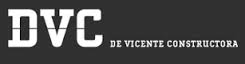 DVC DE VICENTE CONSTRUCTORA